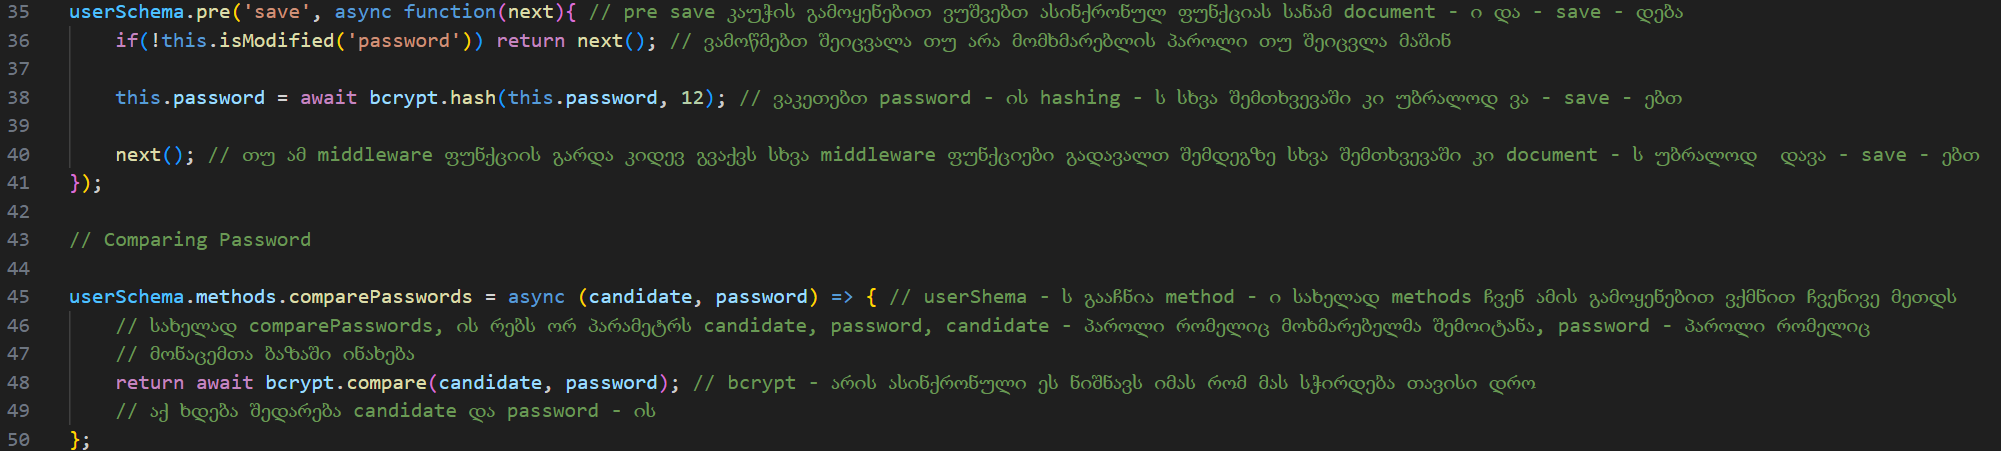 35 userSchema.pre('save', async function(next){ // pre save კაუჭის გამოყენებით ვუშვებთ ასინქრონულ ფუნქციას სანამ document - ი და - save - დება
36 if(!this.isModified('password')) return next(); // ვამოწმებთ შეიცვალა თუ არა მომხმარებლის პაროლი თუ შეიცვლა მაშინ
37
38 this.password = await bcrypt.hash(this.password, 12); // ვაკეთებთ password - ის hashing - ს სხვა შემთხვევაში კი უბრალოდ ვა - save - ებთ
39
40 next(); // თუ ამ middleware ფუნქციის გარდა კიდევ გვაქვს სხვა middleware ფუნქციები გადავალთ შემდეგზე სხვა შემთხვევაში კი document - ს უბრალოდ  დავა - save - ებთ
41 });
42
43 // Comparing Password
44
45 userSchema.methods.comparePasswords = async (candidate, password) => { // userShema - ს გააჩნია method - ი სახელად methods ჩვენ ამის გამოყენებით ვქმნით ჩვენივე მეთდს
46 // სახელად comparePasswords, ის რებს ორ პარამეტრს candidate, password, candidate - პაროლი რომელიც მოხმარებელმა შემოიტანა, password - პაროლი რომელიც
47 // მონაცემთა ბაზაში ინახება
48 return await bcrypt.compare(candidate, password); // bcrypt - არის ასინქრონული ეს ნიშნავს იმას რომ მას სჭირდება თავისი დრო
49 // აქ ხდება შედარება candidate და password - ის
50 };